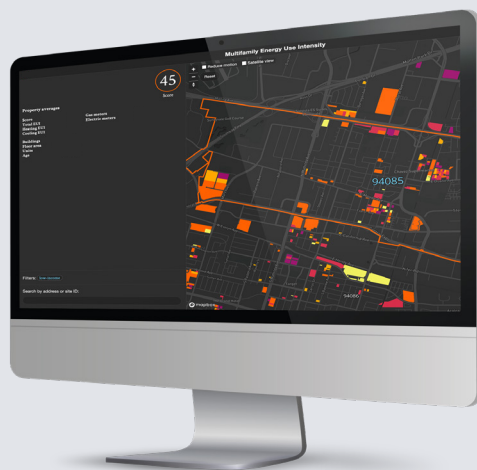 Multifamily Energy Use Intensity
45
Score
Property averages
Score
Total EUI
Heating EUI
Cooling EUI
Gas meters
Electric meters
Buildings
Plant area
Units
Age
+ Reduce motion Satellite view
− Reset
94085
94086
Filters:
Search by address or site ID:
mapbox